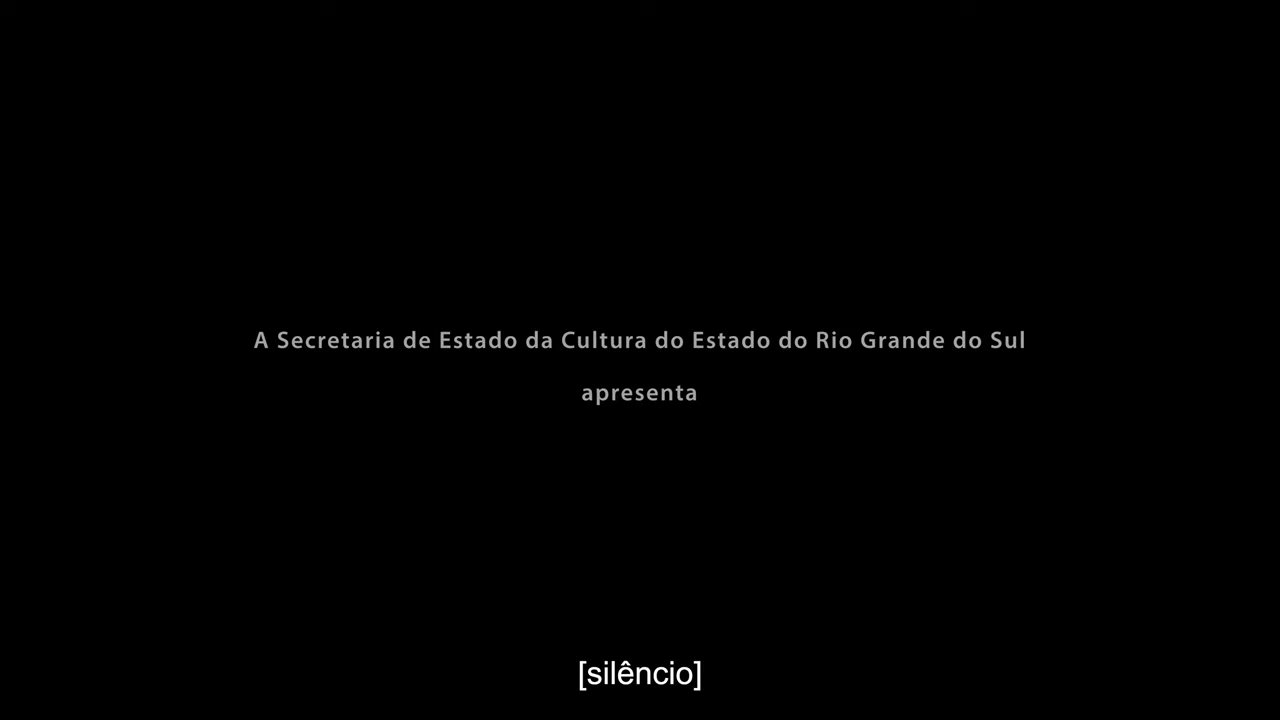 A Secretaria de Estado da Cultura do Estado do Rio Grande do Sul
apresenta
[silêncio]